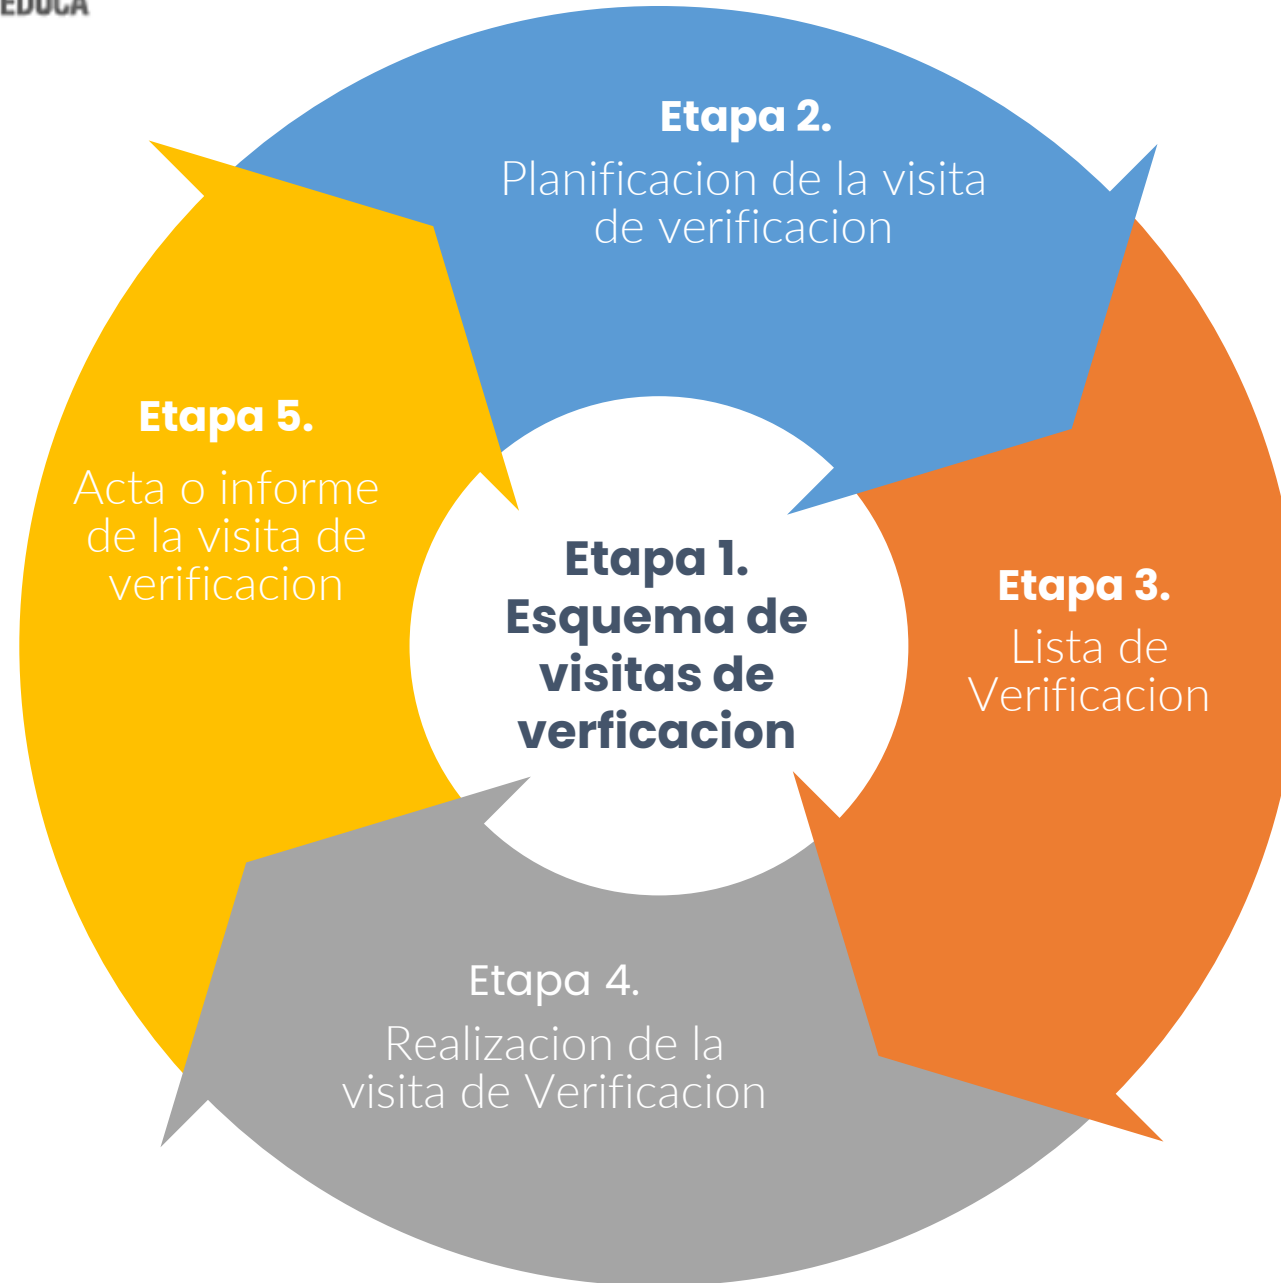 EDUCA
Etapa 2.
Planificacion de la visita
de verificacion
Etapa 5.
Acta o informe
de la visita de
verificacion
Etapa 1.
Esquema de
visitas de
verficacion
Etapa 3.
Lista de
Verificacion
Etapa 4.
Realizacion de la
visita de Verificacion